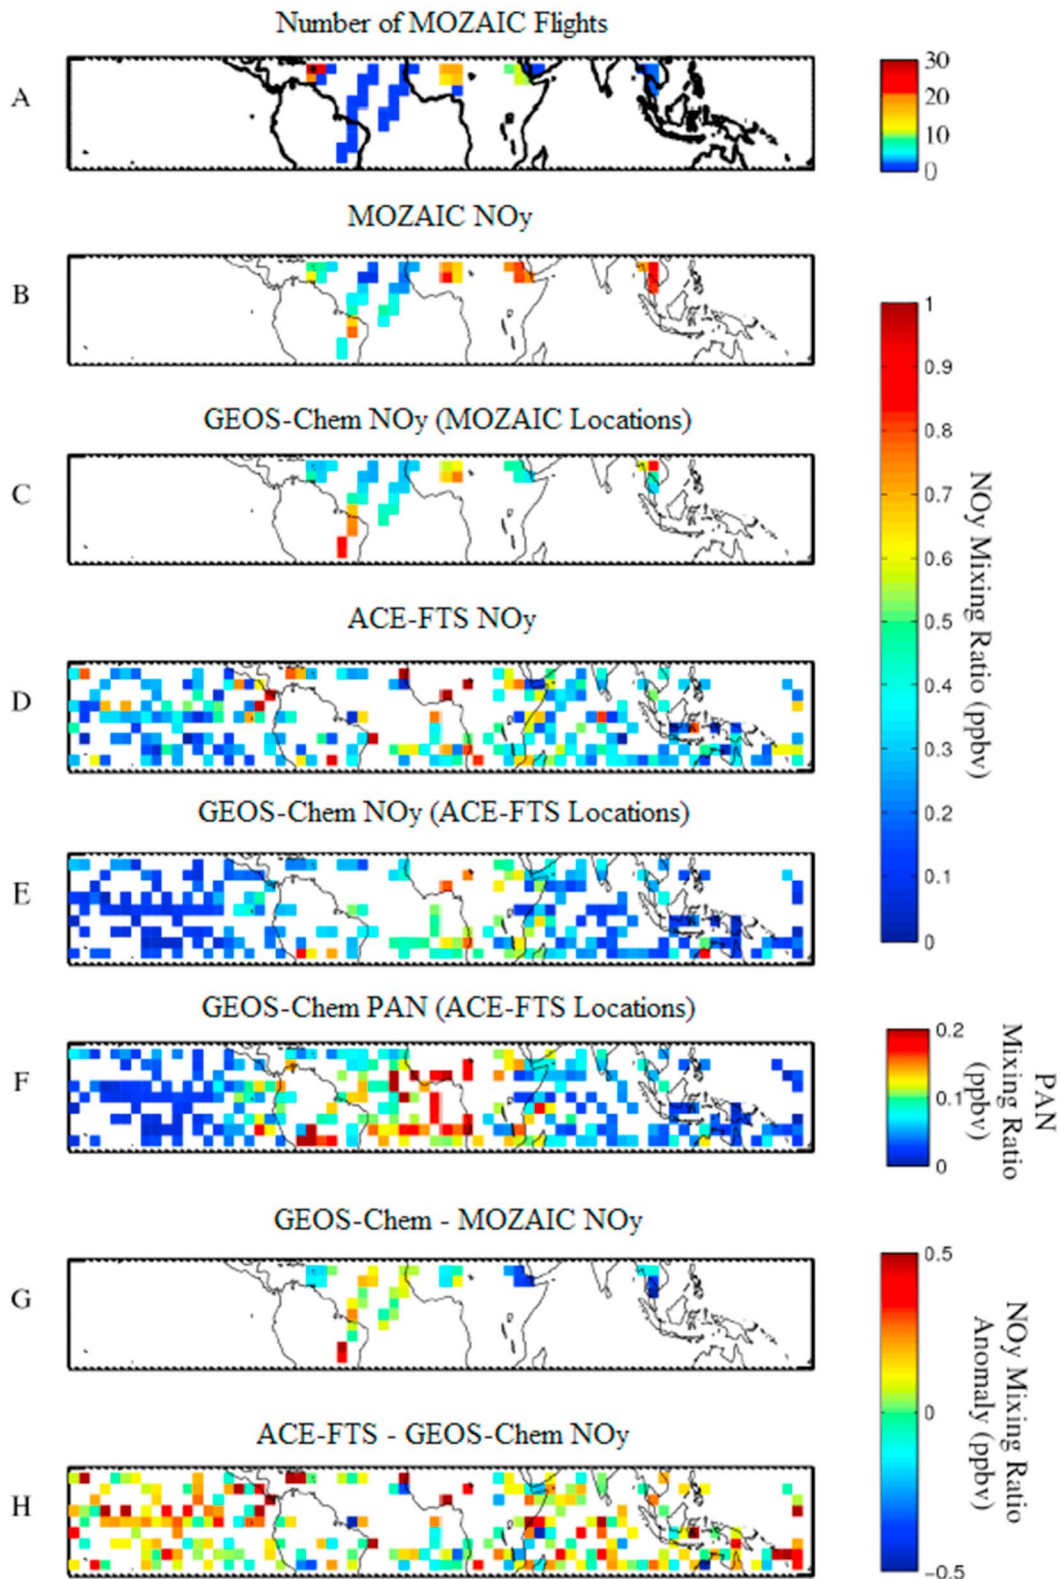 Number of MOZAIC Flights
A
30
20
10
0
MOZAIC NOy
B
GEOS-Chem NOy (MOZAIC Locations)
C
ACE-FTS NOy
D
GEOS-Chem NOy (ACE-FTS Locations)
E
1
0.9
0.8
0.7
0.6
0.5
0.4
0.3
0.2
0.1
0
NOy Mixing Ratio (ppbv)
GEOS-Chem PAN (ACE-FTS Locations)
F
0.2
0.1
0
PAN
Mixing Ratio
(ppbv)
GEOS-Chem - MOZAIC NOy
G
ACE-FTS - GEOS-Chem NOy
H
0.5
0
-0.5
NOy Mixing Ratio
Anomaly (ppbv)